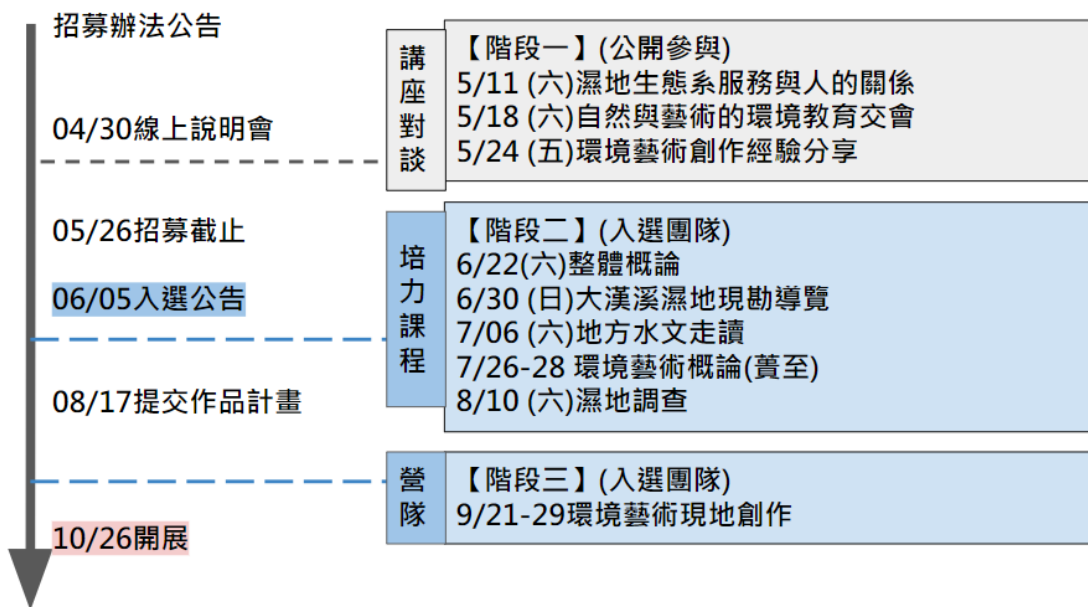 招募辦法公告
04/30線上說明會
05/26招募截止
06/05入選公告
08/17提交作品計畫
10/26開展
講座對談
【階段一】(公開參與)
5/11 (六)濕地生態系服務與人的關係
5/18 (六)自然與藝術的環境教育交會
5/24 (五)環境藝術創作經驗分享
培力課程
【階段二】(入選團隊)
6/22(六)整體概論
6/30 (日)大漢溪濕地現勘導覽
7/06 (六)地方水文走讀
7/26-28 環境藝術概論(蕢至)
8/10 (六)濕地調查
營隊
【階段三】(入選團隊)
9/21-29環境藝術現地創作